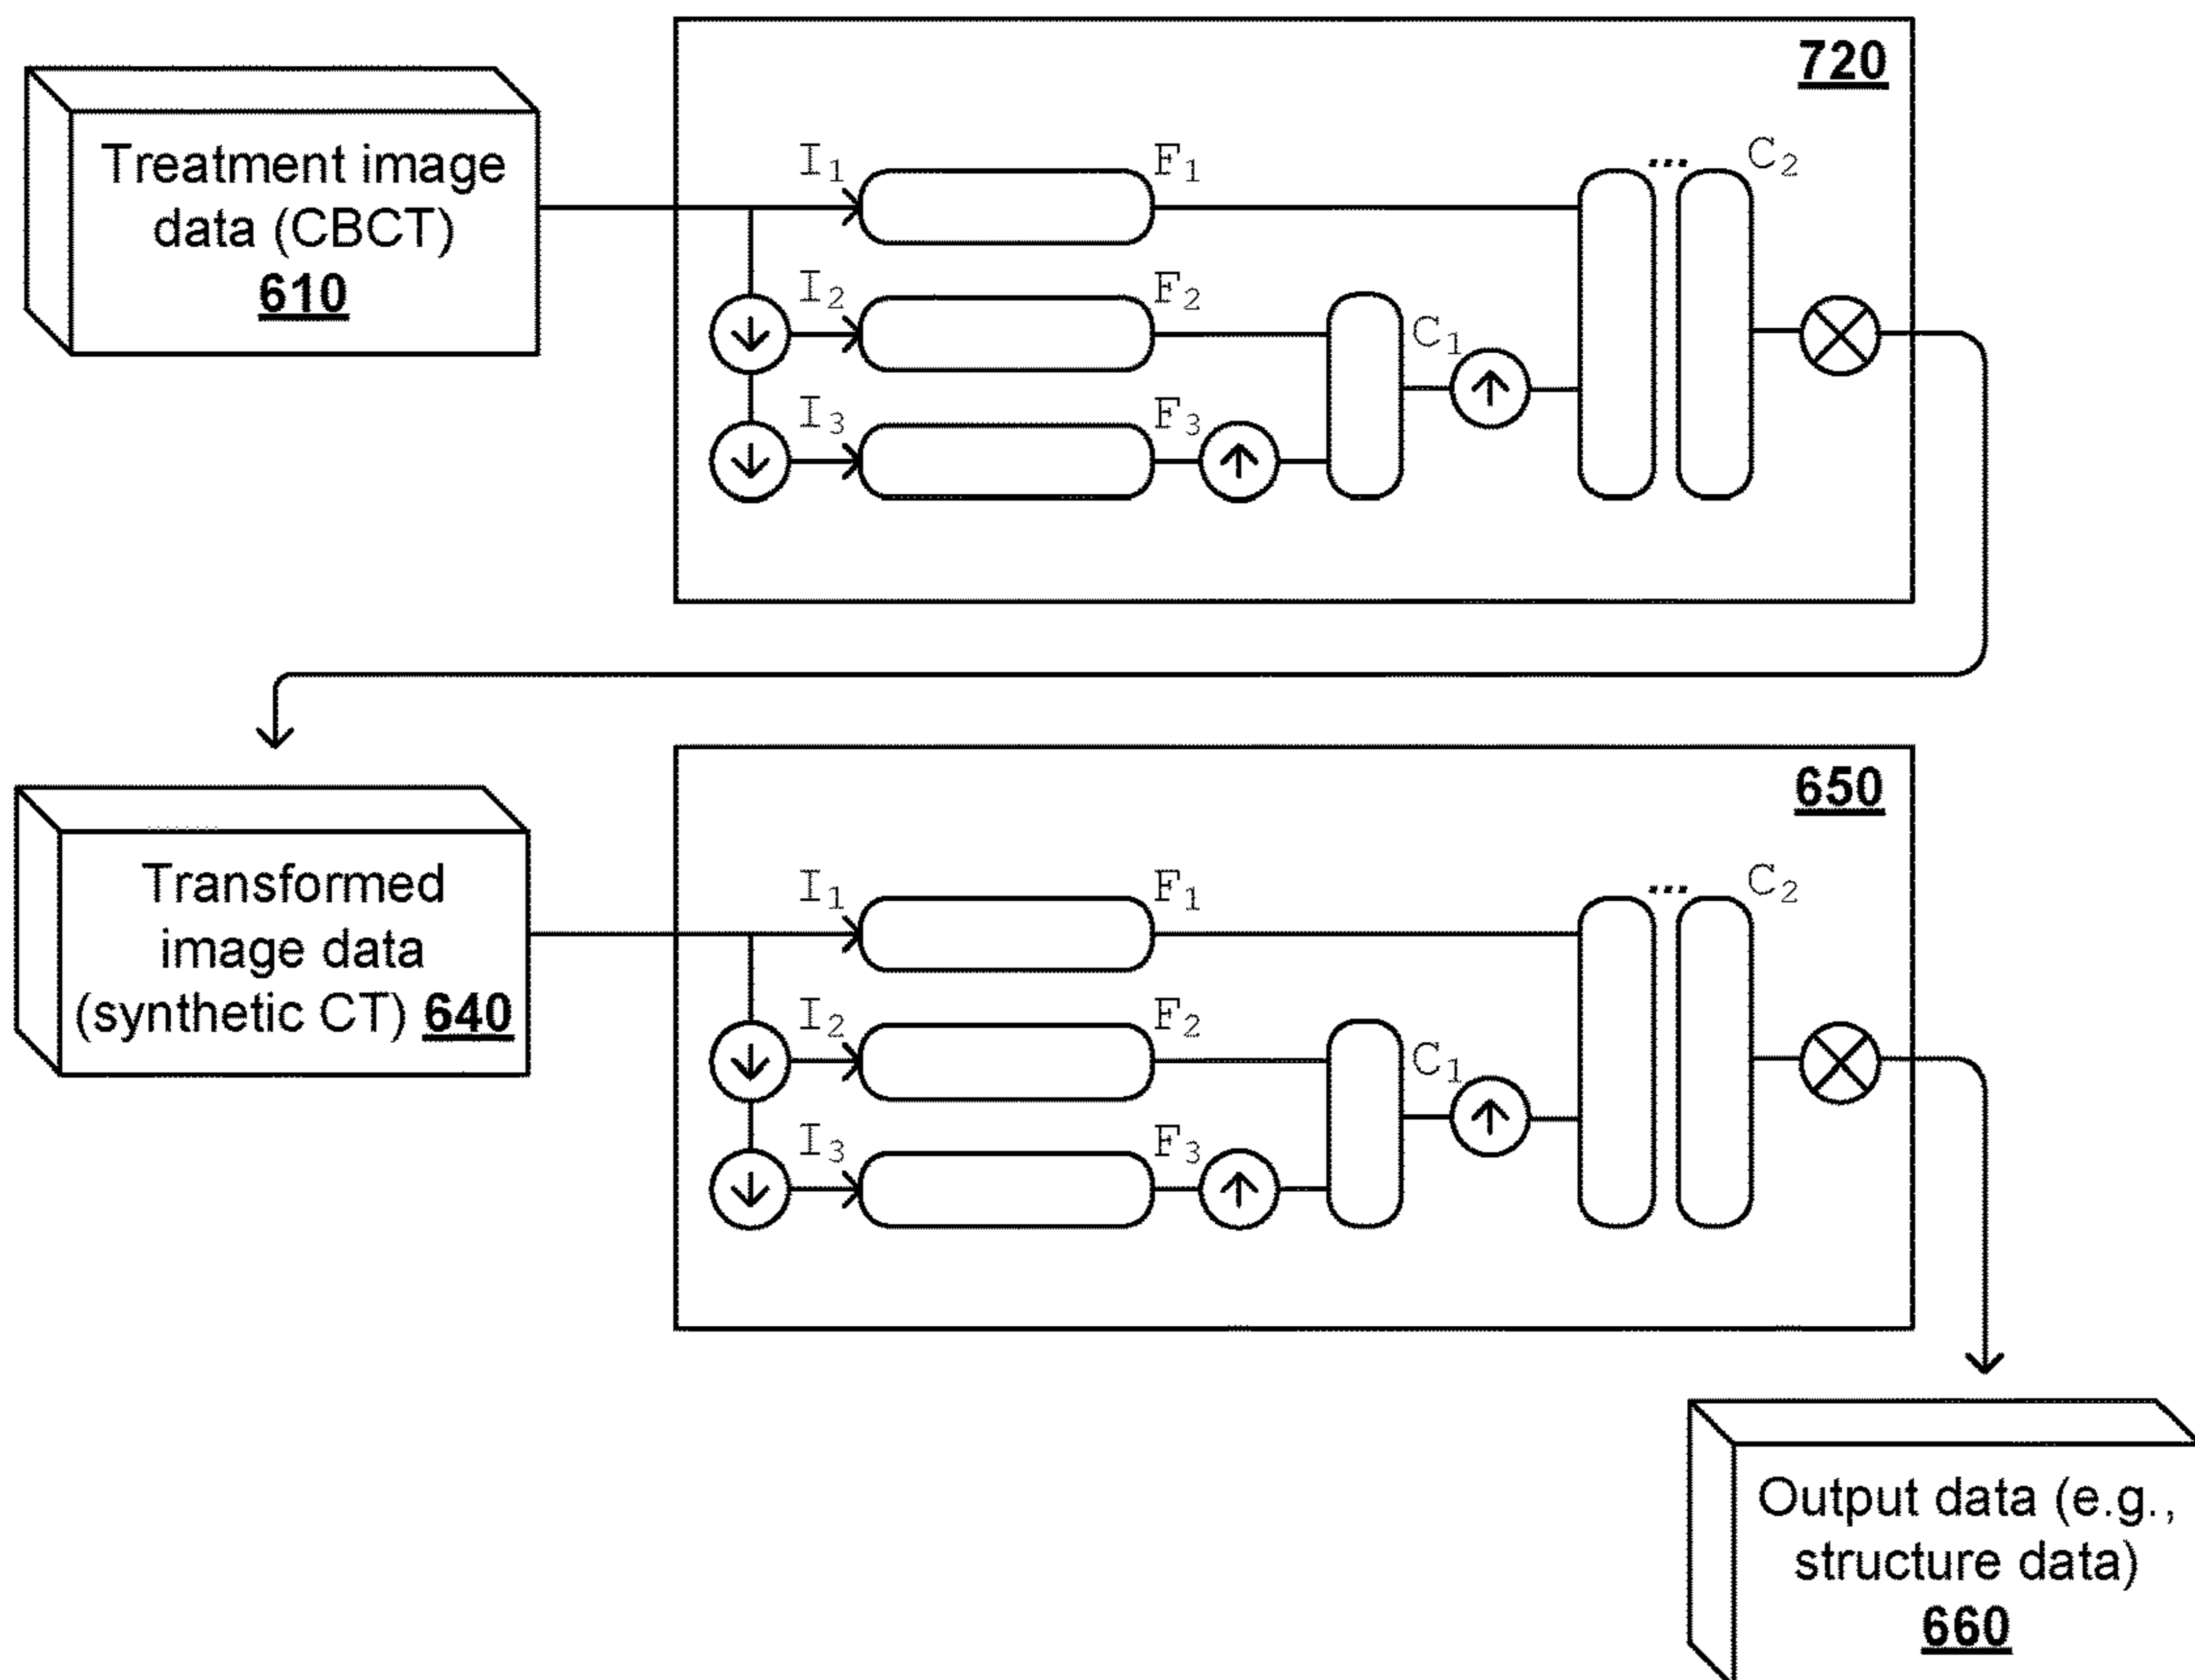 720
Treatment image
data (CBCT)
610
I₁ F₁ ... C₂
I₂ F₂
C₁
I₃ F₃
650
Transformed
image data
(synthetic CT) 640
I₁ F₁ ... C₂
I₂ F₂
C₁
I₃ F₃
Output data (e.g.,
structure data)
660